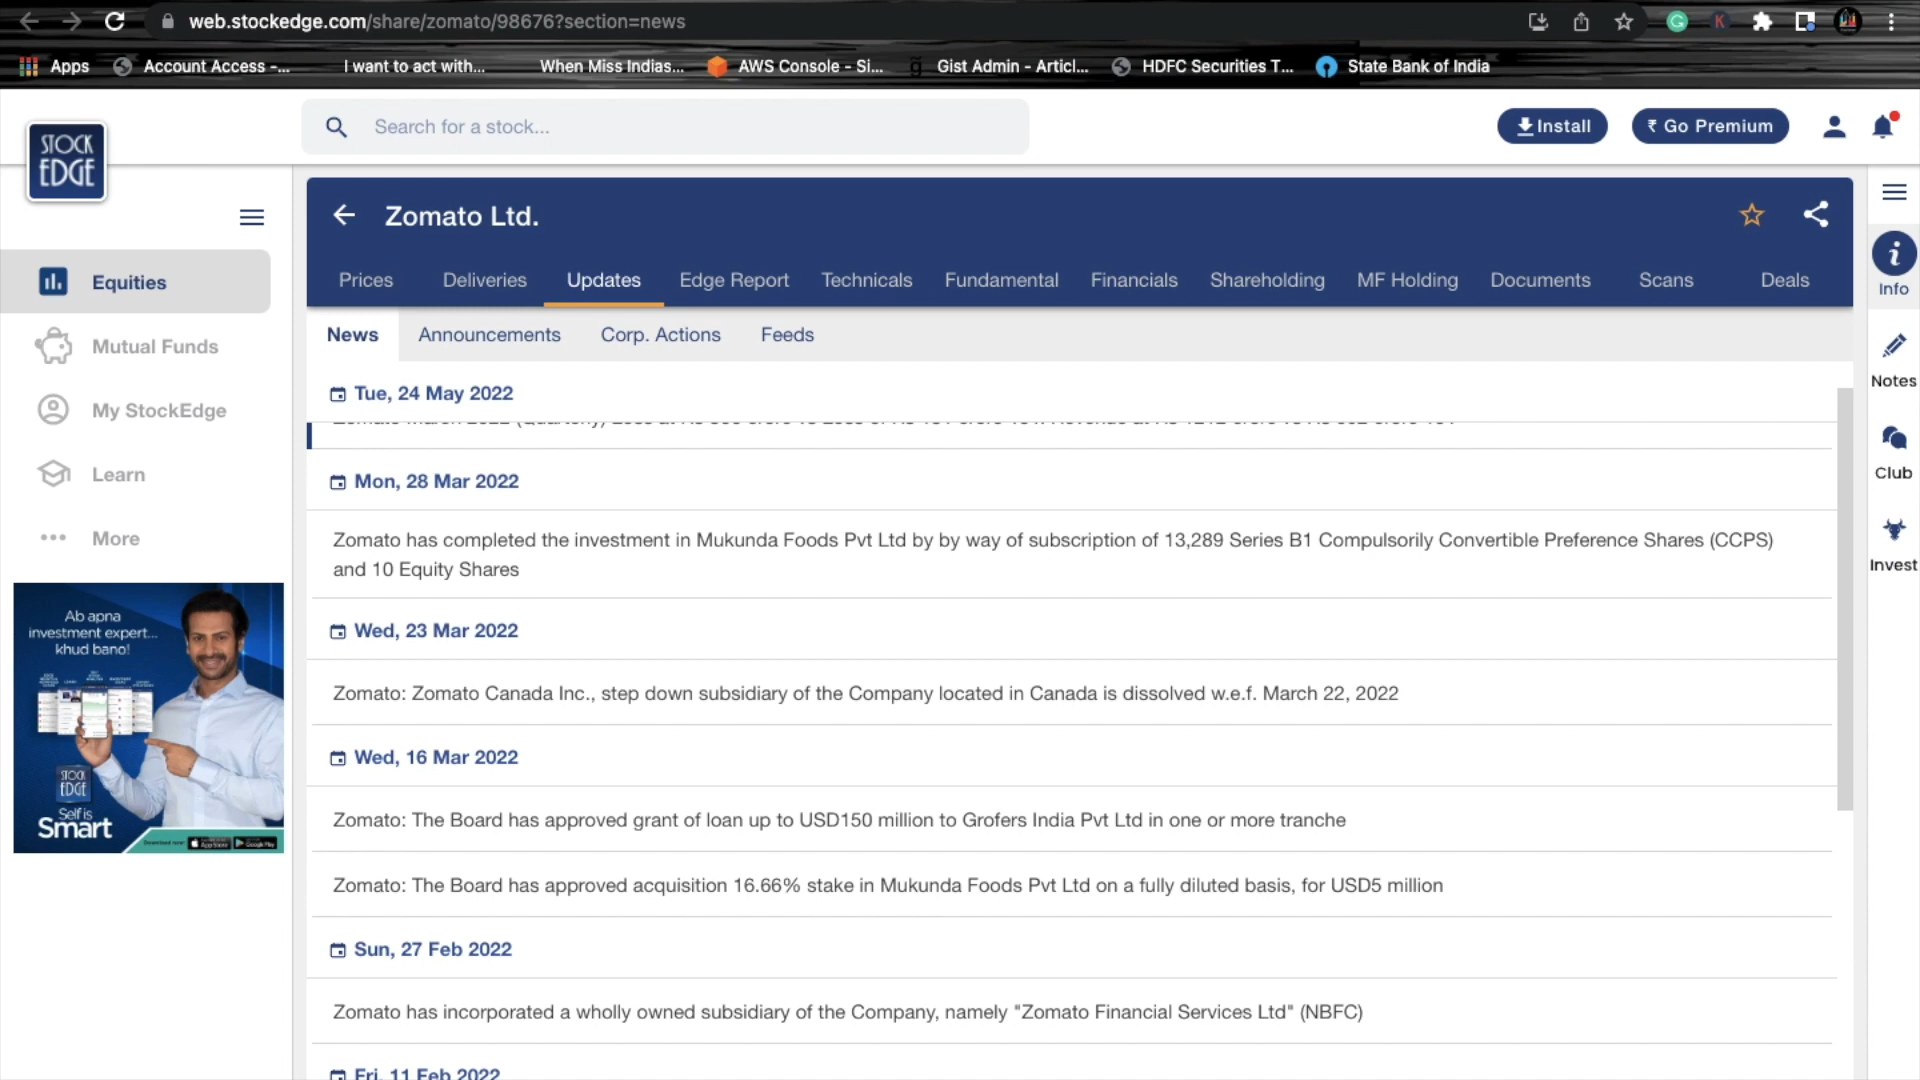 web.stockedge.com/share/zomato/98676?section=news
Apps
Account Access -...
I want to act with...
When Miss Indias...
AWS Console - Si...
Gist Admin - Articl...
HDFC Securities T...
State Bank of India
STOCK
EDGE
Search for a stock...
Install
₹ Go Premium
Zomato Ltd.
Prices
Deliveries
Updates
Edge Report
Technicals
Fundamental
Financials
Shareholding
MF Holding
Documents
Scans
Deals
Info
Notes
Club
Invest
Equities
Mutual Funds
My StockEdge
Learn
More
News
Announcements
Corp. Actions
Feeds
Tue, 24 May 2022
Mon, 28 Mar 2022
Zomato has completed the investment in Mukunda Foods Pvt Ltd by by way of subscription of 13,289 Series B1 Compulsorily Convertible Preference Shares (CCPS)
and 10 Equity Shares
Wed, 23 Mar 2022
Zomato: Zomato Canada Inc., step down subsidiary of the Company located in Canada is dissolved w.e.f. March 22, 2022
Wed, 16 Mar 2022
Zomato: The Board has approved grant of loan up to USD150 million to Grofers India Pvt Ltd in one or more tranche
Zomato: The Board has approved acquisition 16.66% stake in Mukunda Foods Pvt Ltd on a fully diluted basis, for USD5 million
Sun, 27 Feb 2022
Zomato has incorporated a wholly owned subsidiary of the Company, namely "Zomato Financial Services Ltd" (NBFC)
Fri, 11 Feb 2022
Ab apna
investment expert...
khud bano!
STOCK
EDGE
Self is
Smart
Download now!
App Store
Google Play